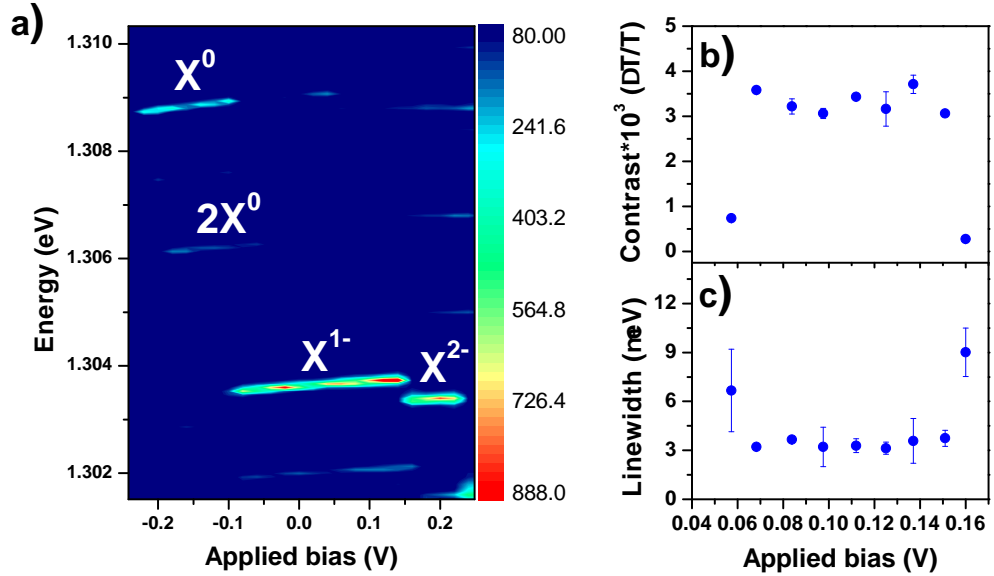 a)
Energy (eV)
1.310
1.308
1.306
1.304
1.302
X⁰
2X⁰
X¹⁻
X²⁻
-0.2 -0.1 0.0 0.1 0.2
Applied bias (V)
80.00
241.6
403.2
564.8
726.4
888.0
b)
Contrast*10³ (DT/T)
5
4
3
2
1
0
c)
Linewidth (meV)
12
9
6
3
0
0.04 0.06 0.08 0.10 0.12 0.14 0.16
Applied bias (V)